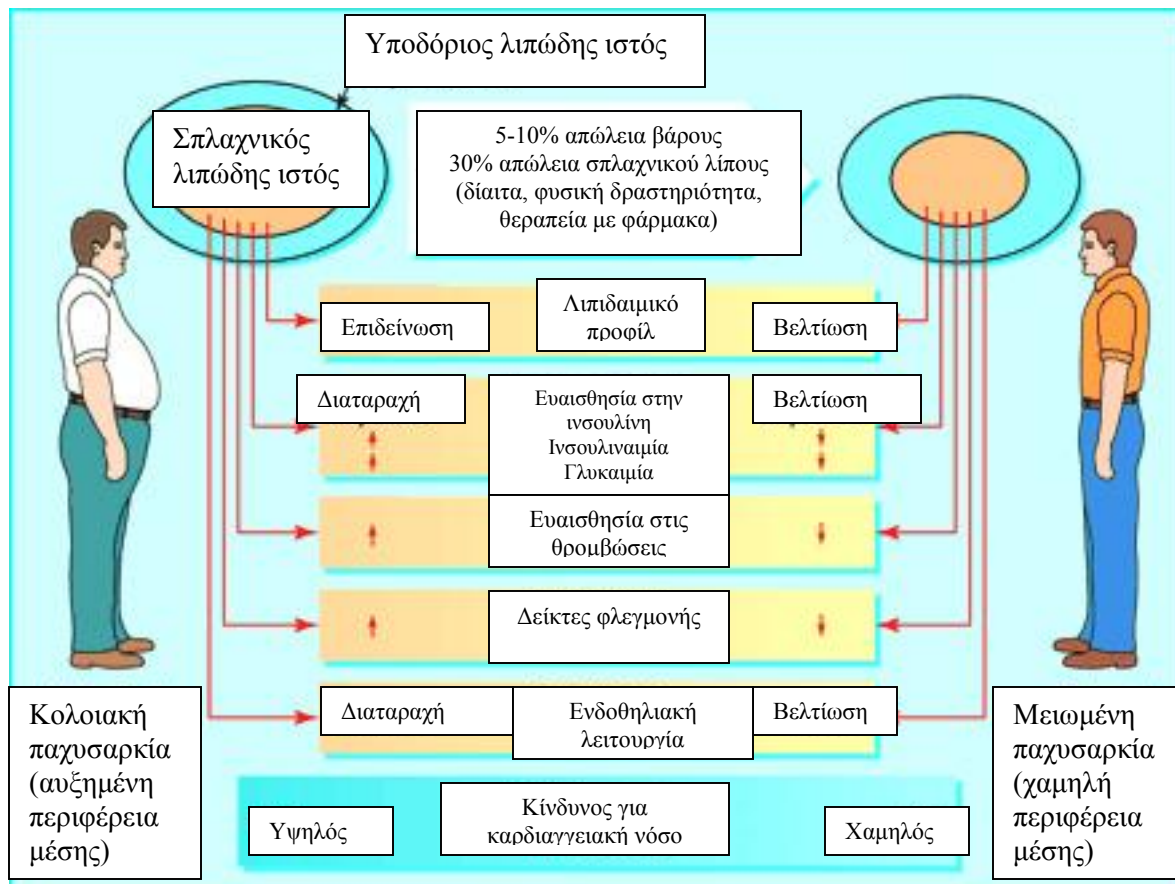 Υποδόριος λιπώδης ιστός
Σπλαχνικός
λιπώδης ιστός
5-10% απώλεια βάρους
30% απώλεια σπλαχνικού λίπους
(δίαιτα, φυσική δραστηριότητα,
θεραπεία με φάρμακα)
Επιδείνωση
Λιπιδαιμικό
προφίλ
Βελτίωση
Διαταραχή
Ευαισθησία στην
ινσουλίνη
Ινσουλιναιμία
Γλυκαιμία
Βελτίωση
Ευαισθησία στις
θρομβώσεις
Δείκτες φλεγμονής
Διαταραχή
Ενδοθηλιακή
λειτουργία
Βελτίωση
Κολοιακή
παχυσαρκία
(αυξημένη
περιφέρεια
μέσης)
Μειωμένη
παχυσαρκία
(χαμηλή
περιφέρεια
μέσης)
Υψηλός
Κίνδυνος για
καρδιαγγειακή νόσο
Χαμηλός